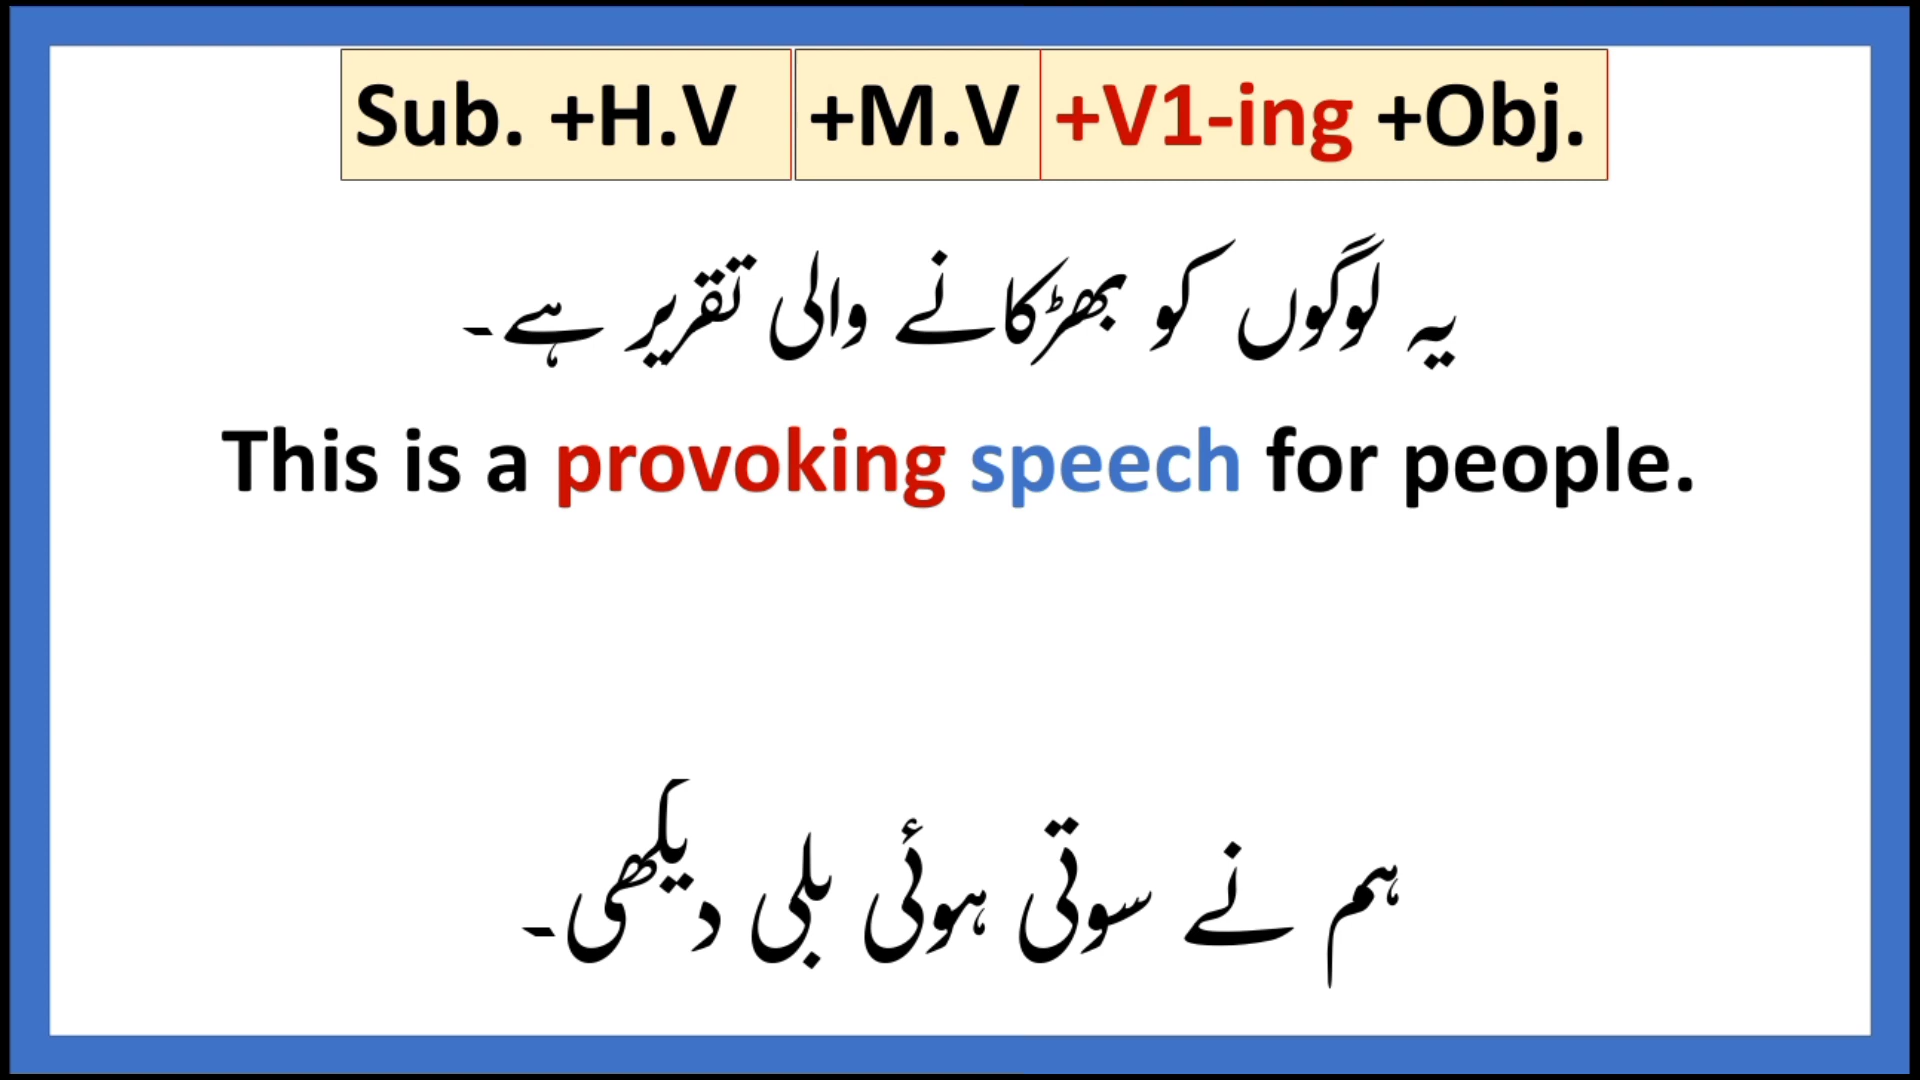 Sub. +H.V +M.V +V1-ing +Obj.
یہ لوگوں کو بھڑکانے والی تقریر ہے۔
This is a provoking speech for people.
ہم نے سوتی ہوئی بلی دیکھی۔